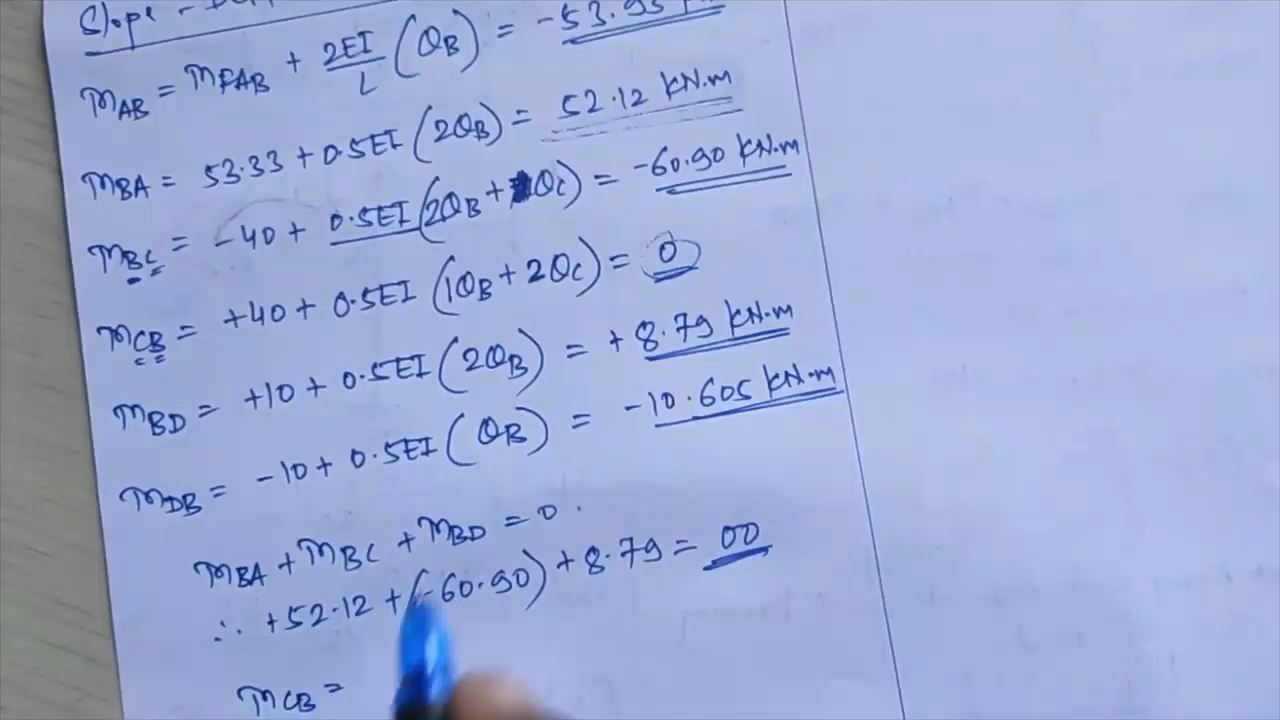 Slope -
MAB = MFAB + 2EI/L (θB) = -53.93
MBA = 53.33 + 0.5EI (2θB) = 52.12 KN.m
MBC = -40 + 0.5EI (2θB + θC) = -60.90 KN.m
MCB = +40 + 0.5EI (1θB + 2θC) = 0
MBD = +10 + 0.5EI (2θB) = +8.79 KN.m
MDB = -10 + 0.5EI (θB) = -10.605 KN.m
MBA + MBC + MBD = 0.
∴ +52.12 + (-60.90) + 8.79 = 00
MCB =